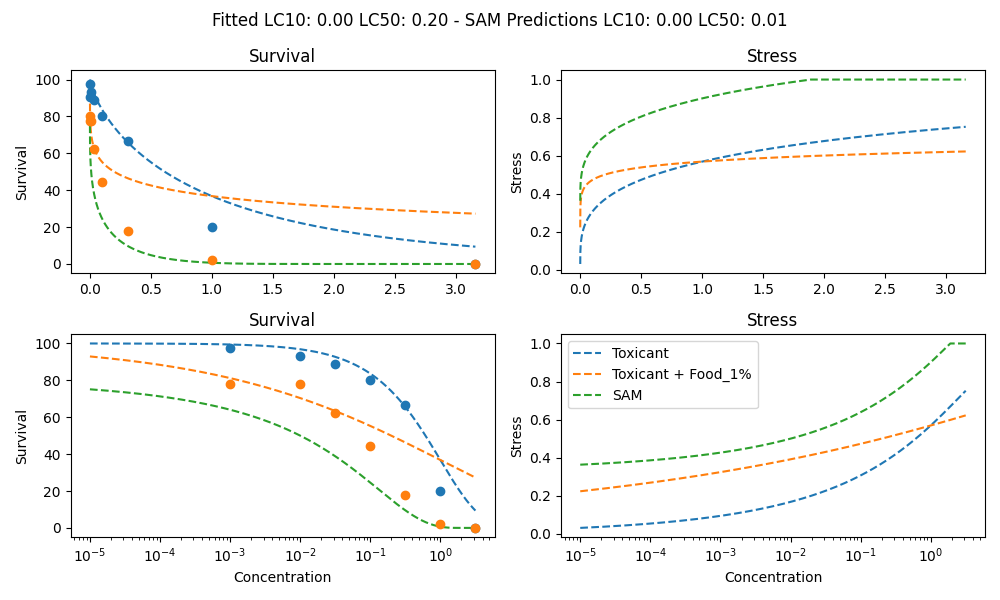 Fitted LC10: 0.00 LC50: 0.20 - SAM Predictions LC10: 0.00 LC50: 0.01
Survival
Survival
100
80
60
40
20
0
0.0 0.5 1.0 1.5 2.0 2.5 3.0
Stress
Stress
1.0
0.8
0.6
0.4
0.2
0.0
0.0 0.5 1.0 1.5 2.0 2.5 3.0
Survival
Survival
100
80
60
40
20
0
10⁻⁵ 10⁻⁴ 10⁻³ 10⁻² 10⁻¹ 10⁰
Concentration
Stress
Stress
1.0
0.8
0.6
0.4
0.2
0.0
Toxicant
Toxicant + Food_1%
SAM
10⁻⁵ 10⁻⁴ 10⁻³ 10⁻² 10⁻¹ 10⁰
Concentration